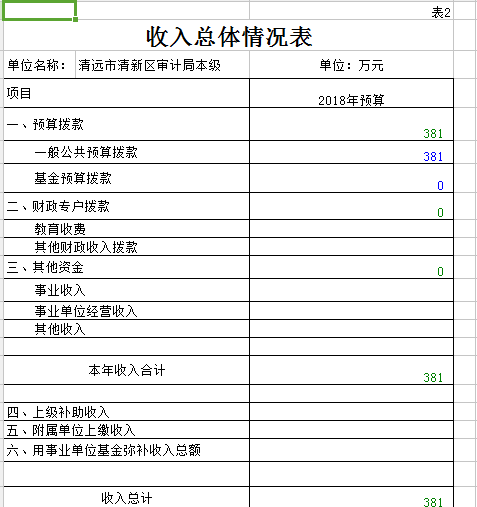 表2
收入总体情况表
单位名称： 清远市清新区审计局本级 单位：万元
项目 2018年预算
一、预算拨款 381
一般公共预算拨款 381
基金预算拨款 0
二、财政专户拨款 0
教育收费
其他财政收入拨款
三、其他资金 0
事业收入
事业单位经营收入
其他收入
本年收入合计 381
四、上级补助收入
五、附属单位上缴收入
六、用事业单位基金弥补收入总额
收入总计 381